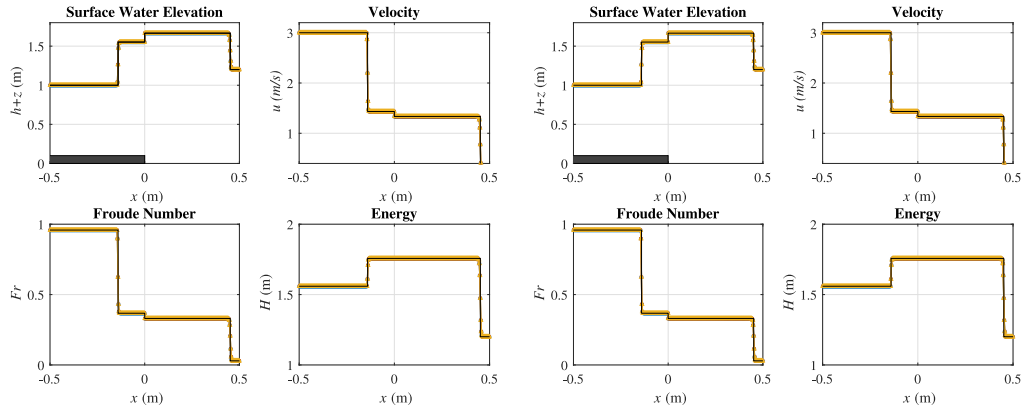 Surface Water Elevation
Velocity
Surface Water Elevation
Velocity
1.5
1
0.5
0
h+z (m)
3
2
1
u (m/s)
1.5
1
0.5
0
h+z (m)
3
2
1
u (m/s)
-0.5 0 0.5
-0.5 0 0.5
-0.5 0 0.5
-0.5 0 0.5
x (m)
x (m)
x (m)
x (m)
Froude Number
Energy
Froude Number
Energy
1
0.5
0
Fr
2
1.5
1
H (m)
1
0.5
0
Fr
2
1.5
1
H (m)
-0.5 0 0.5
-0.5 0 0.5
-0.5 0 0.5
-0.5 0 0.5
x (m)
x (m)
x (m)
x (m)